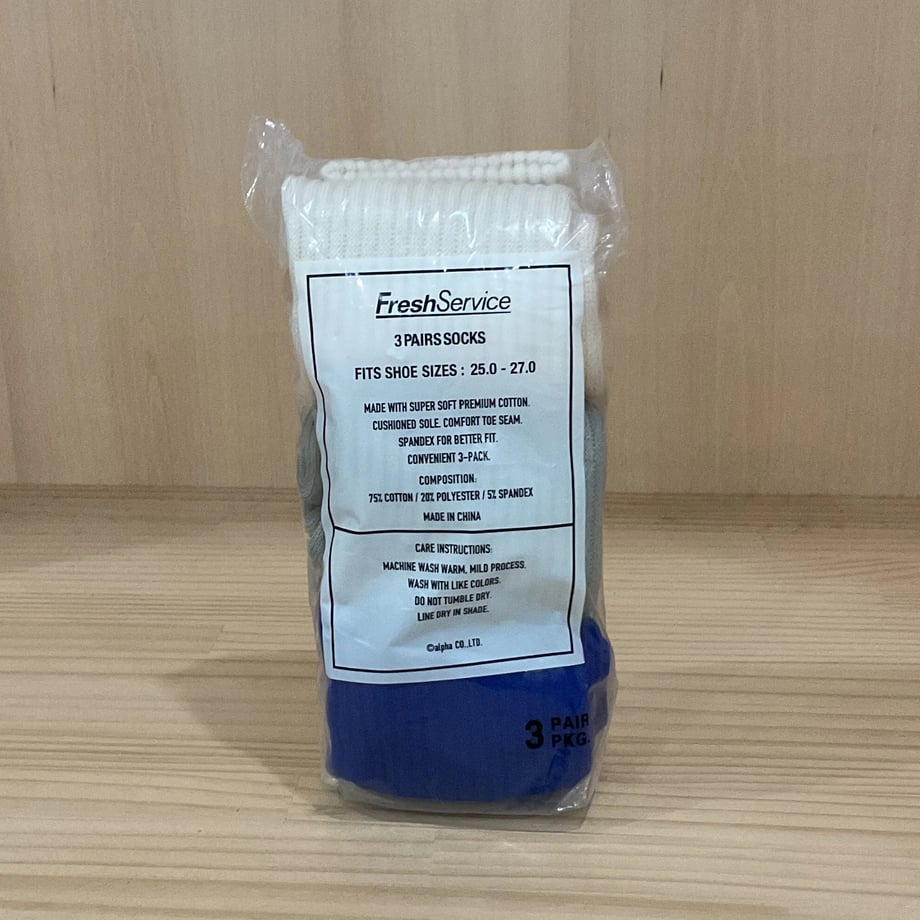 FreshService
3 PAIRS SOCKS
FITS SHOE SIZES : 25.0 - 27.0
MADE WITH SUPER SOFT PREMIUM COTTON.
CUSHIONED SOLE. COMFORT TOE SEAM.
SPANDEX FOR BETTER FIT.
CONVENIENT 3-PACK.
COMPOSITION:
75% COTTON / 20% POLYESTER / 5% SPANDEX
MADE IN CHINA
CARE INSTRUCTIONS:
MACHINE WASH WARM, MILD PROCESS.
WASH WITH LIKE COLORS.
DO NOT TUMBLE DRY.
LINE DRY IN SHADE.
©alpha CO.,LTD.
3 PAIR
PKG.